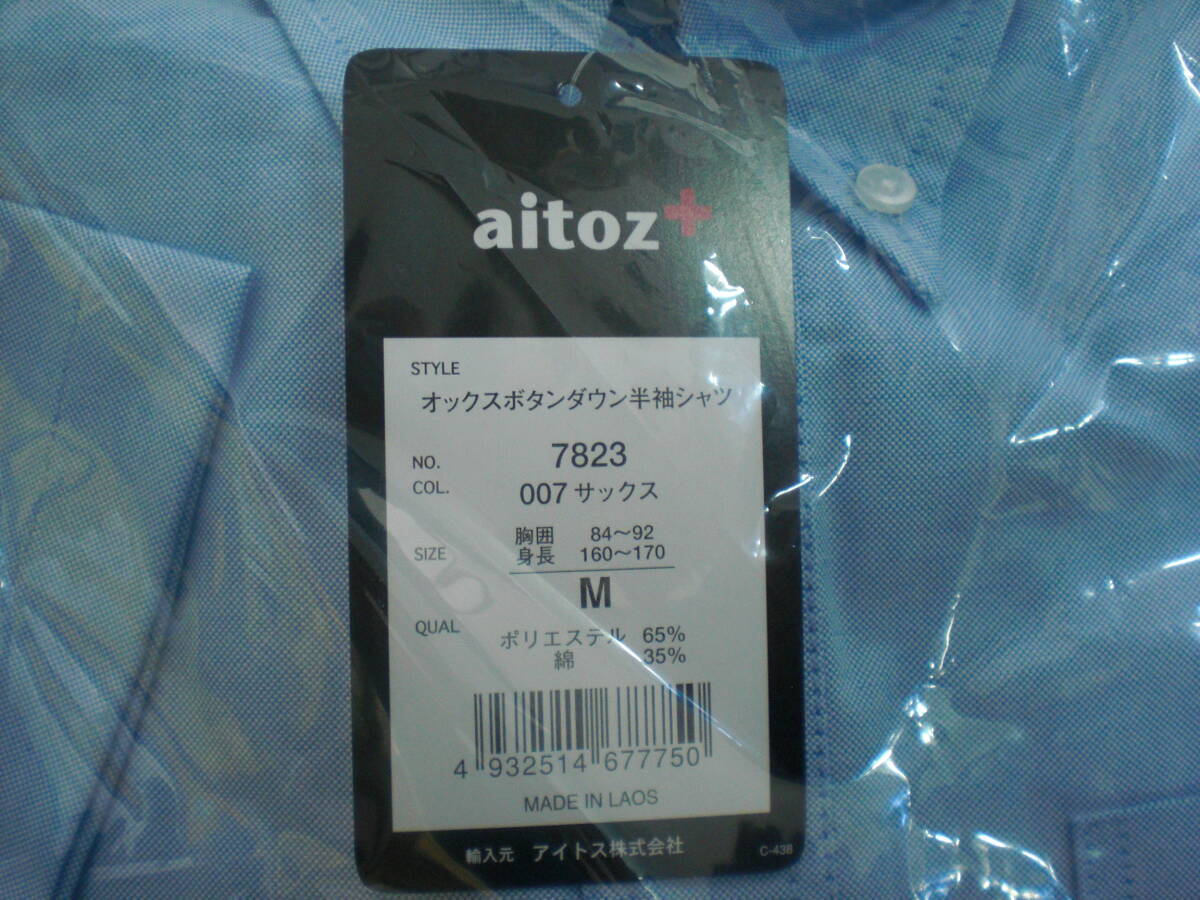 aitoz+
STYLE
オックスボタンダウン半袖シャツ
NO. 7823
COL. 007サックス
胸囲 84～92
SIZE 身長 160～170
M
QUAL ポリエステル 65%
綿 35%
4 932514 677750
MADE IN LAOS
輸入元 アイトス株式会社 C-438